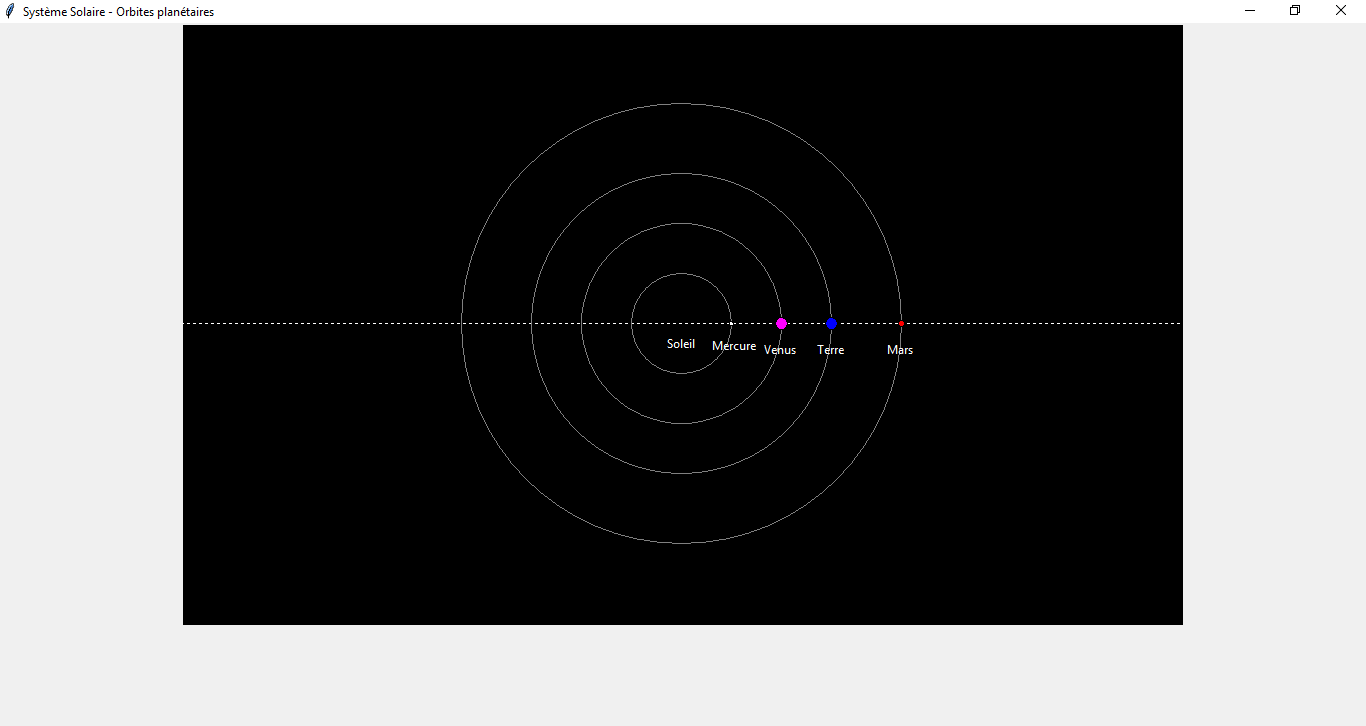 Système Solaire - Orbites planétaires
Soleil
Mercure
Venus
Terre
Mars